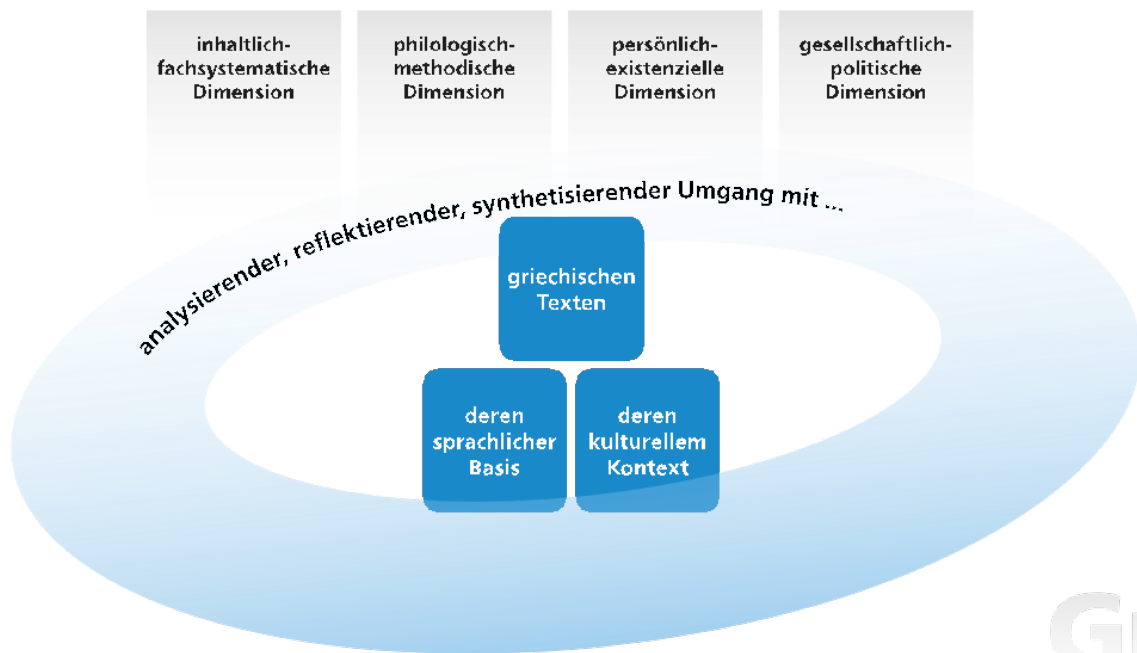 inhaltlich-
fachsystematische
Dimension
philologisch-
methodische
Dimension
persönlich-
existenzielle
Dimension
gesellschaftlich-
politische
Dimension
analysierender, reflektierender, synthetisierender Umgang mit ...
griechischen
Texten
deren
sprachlicher
Basis
deren
kulturellem
Kontext